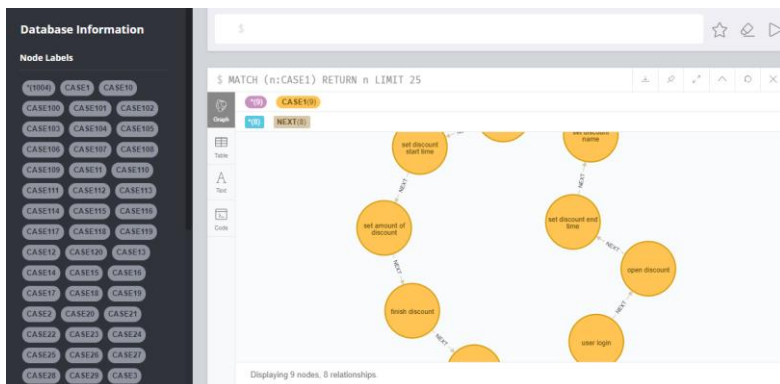 Database Information
$
Node Labels
*(1004) CASE1 CASE10
CASE100 CASE101 CASE102
CASE103 CASE104 CASE105
CASE106 CASE107 CASE108
CASE109 CASE11 CASE110
CASE111 CASE112 CASE113
CASE114 CASE115 CASE116
CASE117 CASE118 CASE119
CASE12 CASE120 CASE13
CASE14 CASE15 CASE16
CASE17 CASE18 CASE19
CASE2 CASE20 CASE21
CASE22 CASE23 CASE24
CASE25 CASE26 CASE27
CASE28 CASE29 CASE3
$ MATCH (n:CASE1) RETURN n LIMIT 25
Graph
Table
A
Text
Code
*(9) CASE1(9)
*(8) NEXT(8)
set discount
start time
NEXT
set amount of
discount
NEXT
finish discount
NEXT
set discount
name
NEXT
set discount end
time
NEXT
open discount
NEXT
user login
Displaying 9 nodes, 8 relationships.